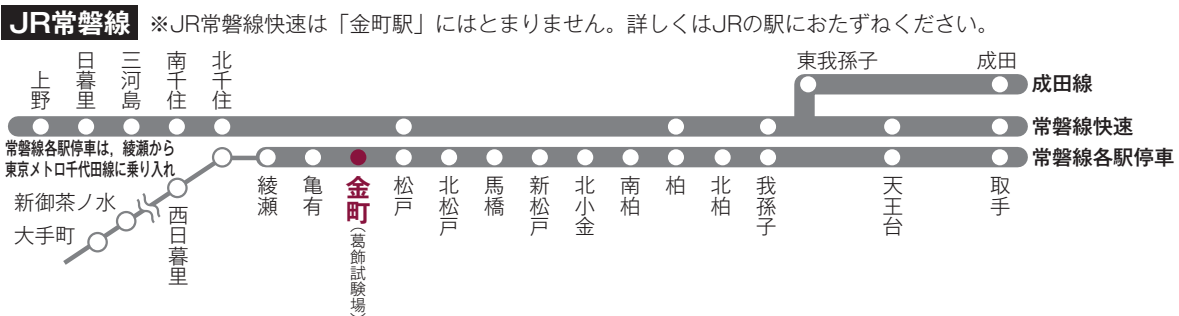 JR常磐線 ※JR常磐線快速は「金町駅」にはとまりません。詳しくはJRの駅におたずねください。
上野
日暮里
三河島
南千住
北千住
東我孫子
成田
成田線
常磐線快速
常磐線各駅停車は，綾瀬から
東京メトロ千代田線に乗り入れ
常磐線各駅停車
新御茶ノ水
大手町
西日暮里
綾瀬
亀有
金町
(葛飾試験場)
松戸
北松戸
馬橋
新松戸
北小金
南柏
柏
北柏
我孫子
天王台
取手